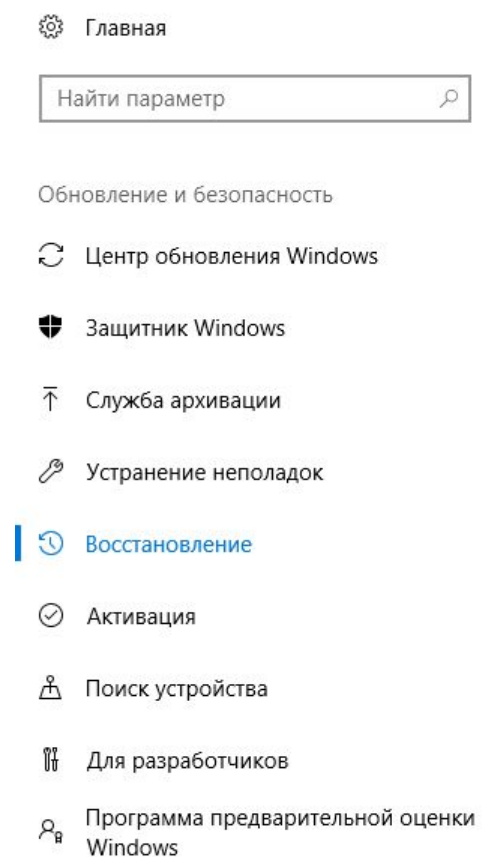 Главная
Найти параметр
Обновление и безопасность
Центр обновления Windows
Защитник Windows
Служба архивации
Устранение неполадок
Восстановление
Активация
Поиск устройства
Для разработчиков
Программа предварительной оценки
Windows